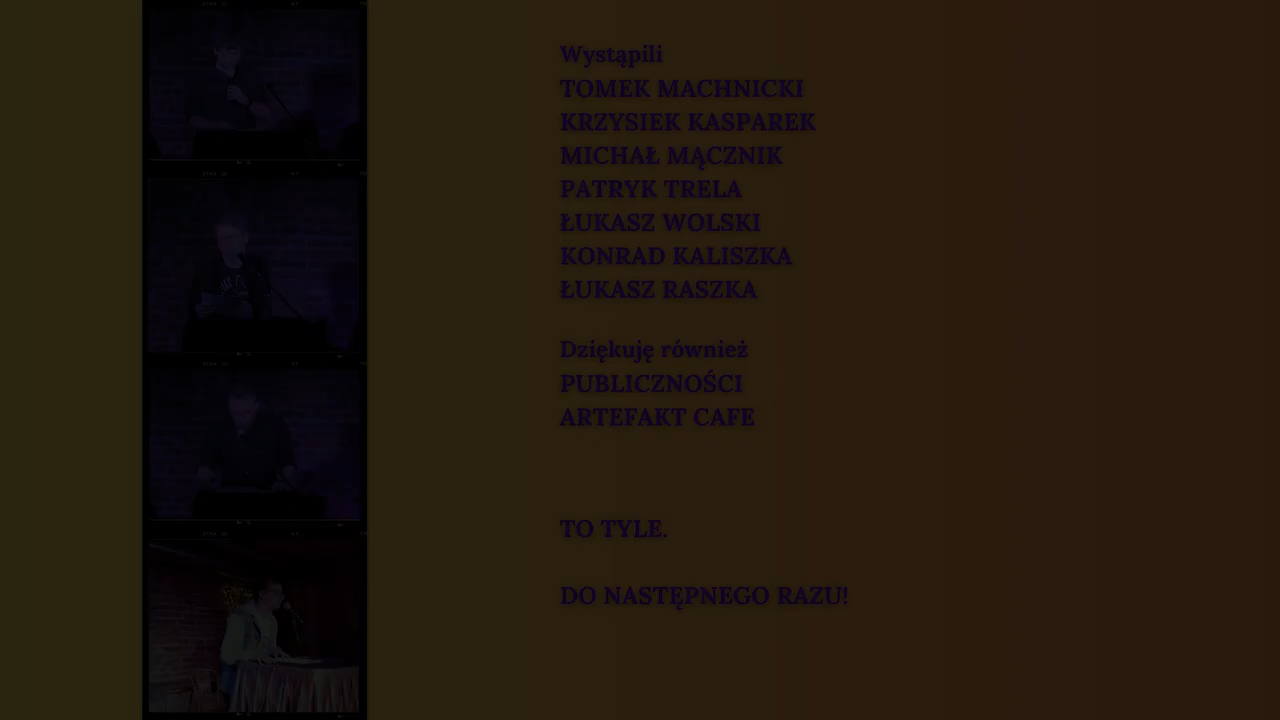 Wystąpili
TOMEK MACHNICKI
KRZYSIEK KASPAREK
MICHAŁ MĄCZNIK
PATRYK TRELA
ŁUKASZ WOLSKI
KONRAD KALISZKA
ŁUKASZ RASZKA
Dziękuję również
PUBLICZNOŚCI
ARTEFAKT CAFE
TO TYLE.
DO NASTĘPNEGO RAZU!